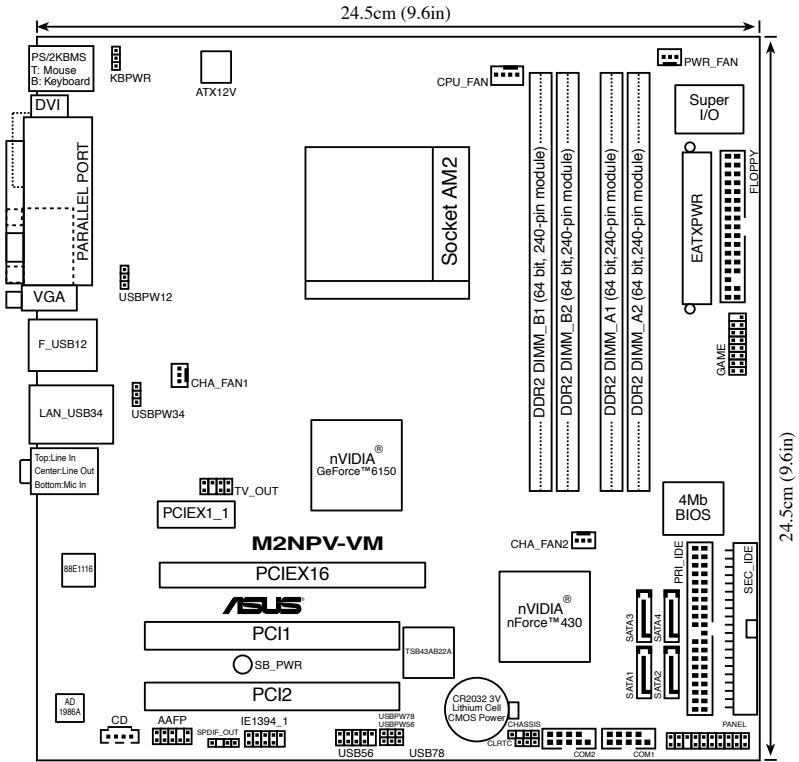 24.5cm (9.6in)
PS/2KBMS
T: Mouse
B: Keyboard
KBPWR
ATX12V
CPU_FAN
PWR_FAN
Super
I/O
DVI
PARALLEL PORT
Socket AM2
DDR2 DIMM_B1 (64 bit, 240-pin module)
DDR2 DIMM_B2 (64 bit,240-pin module)
DDR2 DIMM_A1 (64 bit, 240-pin module)
DDR2 DIMM_A2 (64 bit,240-pin module)
EATXPWR
FLOPPY
VGA
USBPW12
F_USB12
GAME
CHA_FAN1
LAN_USB34
USBPW34
24.5cm (9.6in)
Top:Line In
Center:Line Out
Bottom:Mic In
nVIDIA®
GeForce™6150
TV_OUT
PCIEX1_1
4Mb
BIOS
M2NPV-VM
CHA_FAN2
PRI_IDE
SEC_IDE
88E1116
PCIEX16
nVIDIA®
nForce™430
SATA3
SATA4
ASUS®
PCI1
TSB43AB22A
SB_PWR
SATA1
SATA2
PCI2
CR2032 3V
Lithium Cell
CMOS Power
AD
1986A
CD
AAFP
SPDIF_OUT
IE1394_1
USBPW78
USBPW56
USB56
USB78
CHASSIS
CLRTC
COM2
COM1
PANEL